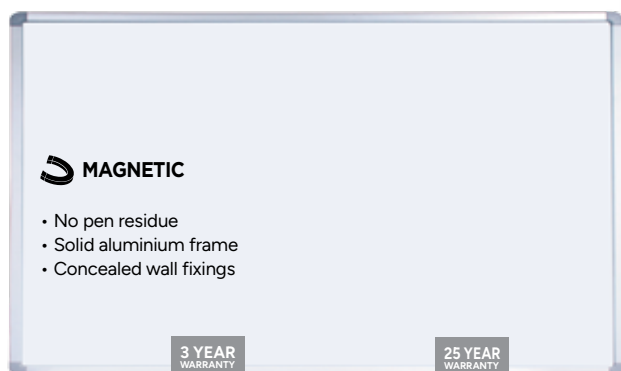 MAGNETIC
• No pen residue
• Solid aluminium frame
• Concealed wall fixings
3 YEAR
WARRANTY
25 YEAR
WARRANTY